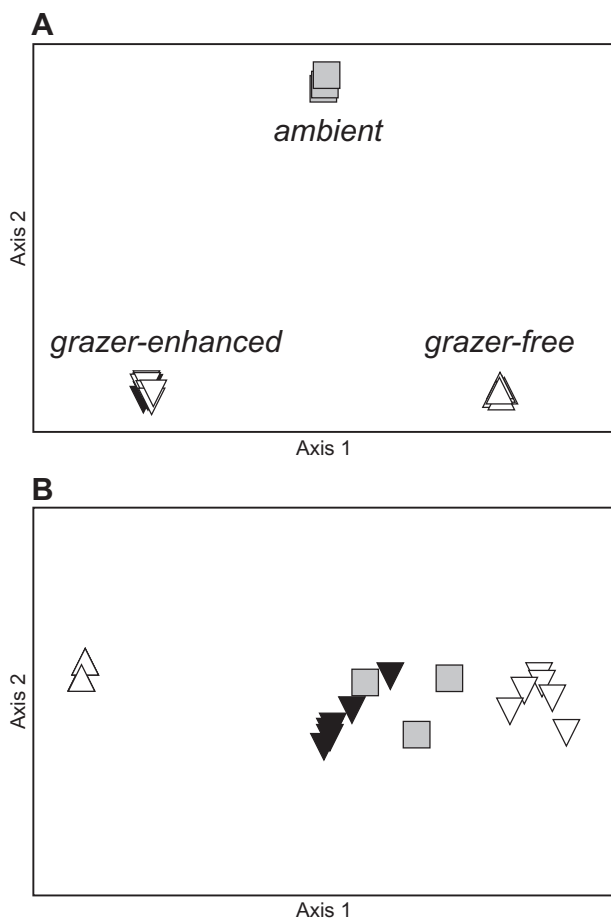 A
ambient
grazer-enhanced
grazer-free
Axis 2
Axis 1
B
Axis 2
Axis 1